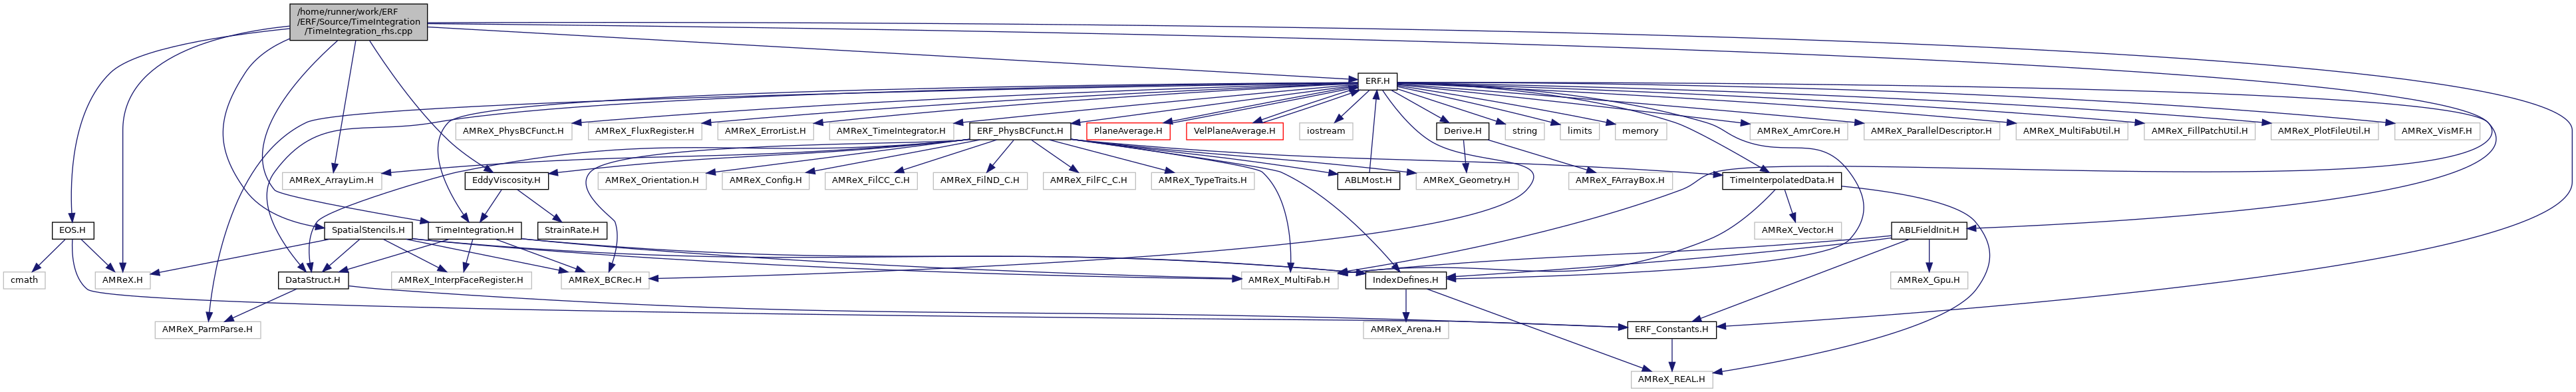 /home/runner/work/ERF
/ERF/Source/TimeIntegration
/TimeIntegration_rhs.cpp
ERF.H
AMReX_PhysBCFunct.H
AMReX_FluxRegister.H
AMReX_ErrorList.H
AMReX_TimeIntegrator.H
ERF_PhysBCFunct.H
PlaneAverage.H
VelPlaneAverage.H
iostream
Derive.H
string
limits
memory
AMReX_AmrCore.H
AMReX_ParallelDescriptor.H
AMReX_MultiFabUtil.H
AMReX_FillPatchUtil.H
AMReX_PlotFileUtil.H
AMReX_VisMF.H
AMReX_ArrayLim.H
EddyViscosity.H
AMReX_Orientation.H
AMReX_Config.H
AMReX_FilCC_C.H
AMReX_FilND_C.H
AMReX_FilFC_C.H
AMReX_TypeTraits.H
ABLMost.H
AMReX_Geometry.H
AMReX_FArrayBox.H
TimeInterpolatedData.H
EOS.H
SpatialStencils.H
TimeIntegration.H
StrainRate.H
AMReX_Vector.H
ABLFieldInit.H
cmath
AMReX.H
DataStruct.H
AMReX_InterpFaceRegister.H
AMReX_BCRec.H
AMReX_MultiFab.H
IndexDefines.H
AMReX_Gpu.H
AMReX_ParmParse.H
AMReX_Arena.H
ERF_Constants.H
AMReX_REAL.H